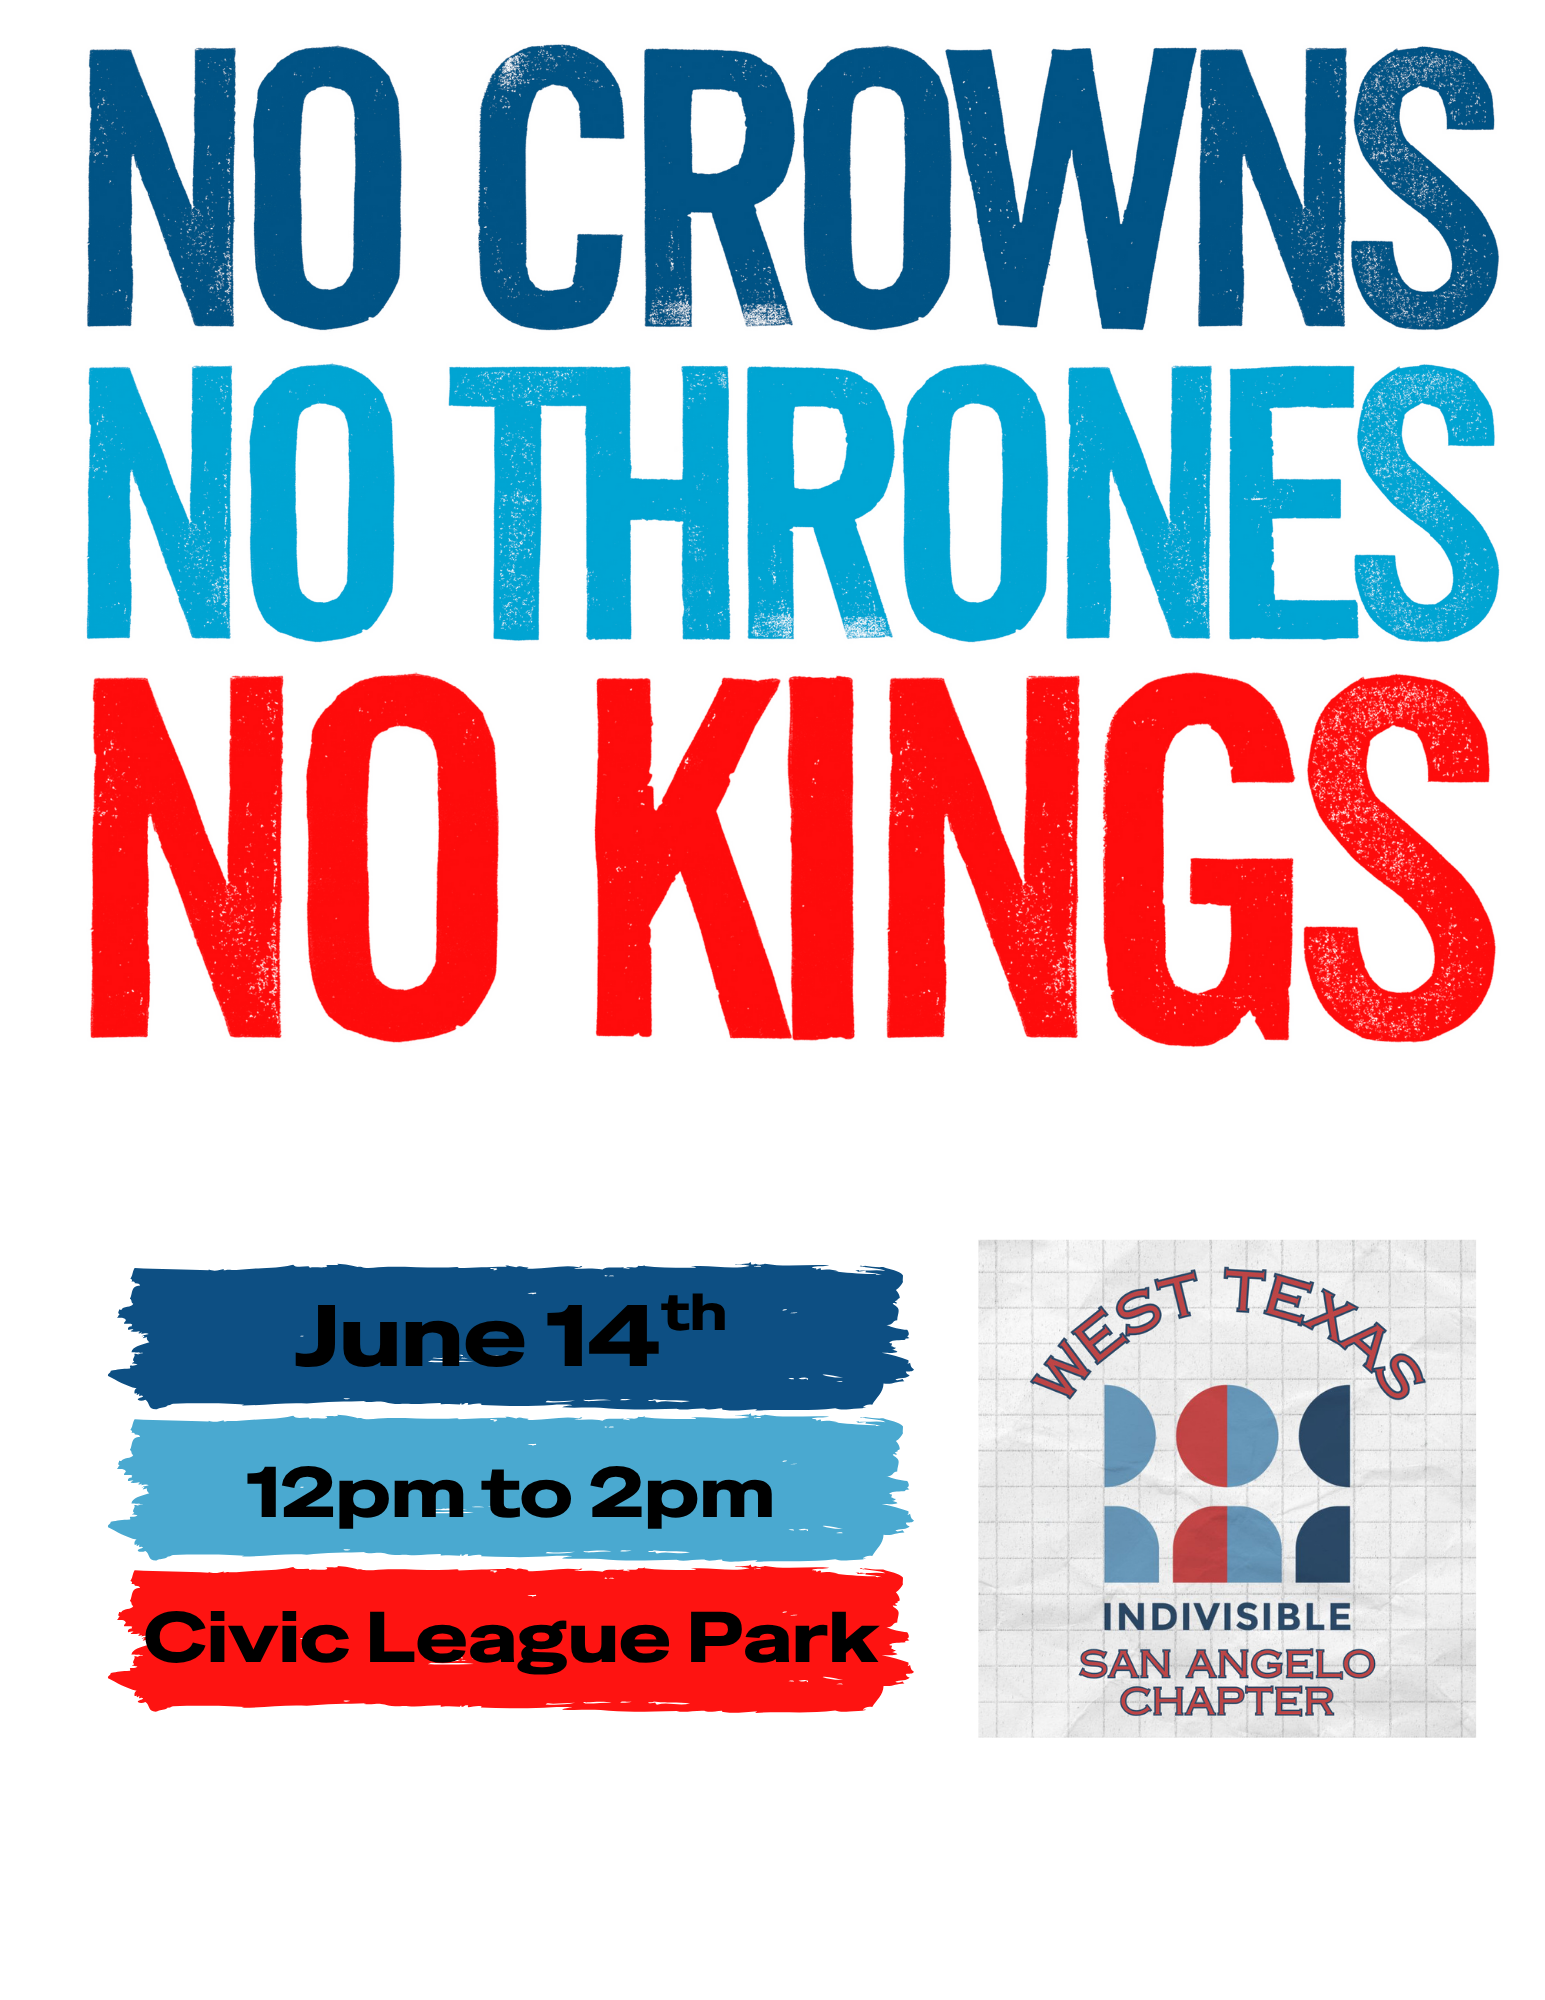 NO CROWNS
NO THRONES
NO KINGS
June 14th
12pm to 2pm
Civic League Park
WEST TEXAS
INDIVISIBLE
SAN ANGELO
CHAPTER